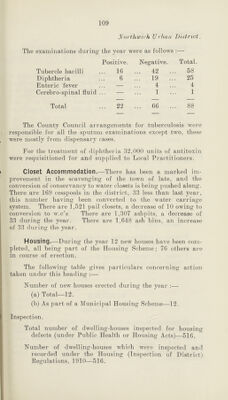 109
Northwich Urban District.
The examinations during the year were as follows :—
Positive. Negative. Total.
Tubercle bacilli ... 16 ... 42 ... 58
Diphtheria ... 6 ... 19 ... 25
Enteric fever ... — ... 4 ... 4
Cerebro-spinal fluid ... — ... 1 ... 1
Total ... 22 ... 66 ... 88
The County Council arrangements for tuberculosis were
responsible for all the sputum examinations except two, these
were mostly from dispensary cases.
For the treatment of diphtheria 32,000 units of antitoxin
were requisitioned for and supplied to Local Practitioners.
Closet Accommodation.—There has been a marked im-
provement in the scavenging of the town of late, and the
conversion of conservancy to water closets is being pushed along.
There are 169 cesspools in the district, 33 less than last year,
this number having been converted to the water carriage
system. There are 1,521 pail closets, a decrease of 10 owing to
conversion to w.c's. There are 1,307 ashpits, a decrease of
33 during the year. There are 1,648 ash bins, an increase
of 33 during the year.
Housing.—During the year 12 new houses have been com-
pleted, all being part of the Housing Scheme; 76 others are
in course of erection.
The following table gives particulars concerning action
taken under this heading :—
Number of new houses erected during the year :—
(a) Total—12.
(b) As part of a Municipal Housing Scheme—12.
Inspection.
Total number of dwelling-houses inspected for housing
defects (under Public Health or Housing Acts)—516.
Number of dwelling-houses which were inspected and
recorded under the Housing (Inspection of District)
Regulations, 1910—516.